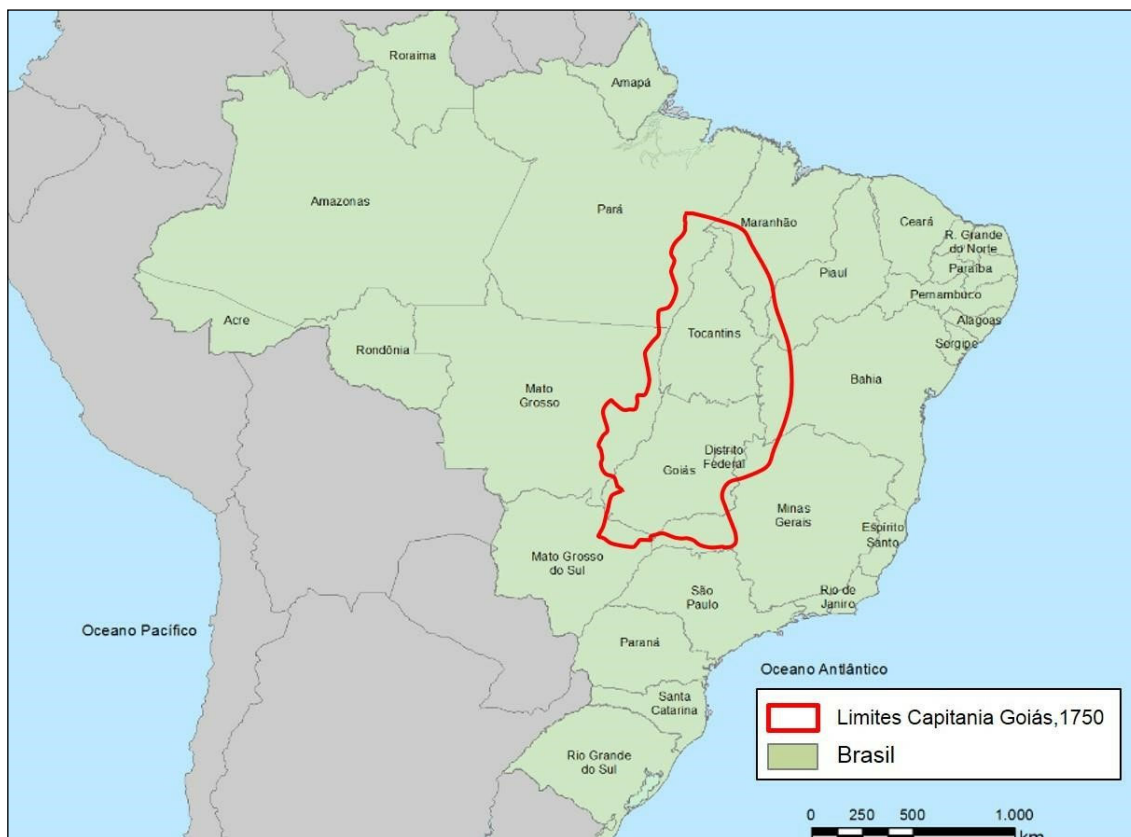 Roraima
Amapá
Amazonas
Pará
Maranhão
Ceará
R. Grande
do Norte
Paraíba
Piauí
Pernambuco
Alagoas
Sergipe
Acre
Rondônia
Tocantins
Mato
Grosso
Bahia
Distrito
Federal
Goiás
Minas
Gerais
Espírito
Santo
Mato Grosso
do Sul
São
Paulo
Rio de
Janiro
Oceano Pacífico
Paraná
Oceano Antlântico
Santa
Catarina
Rio Grande
do Sul
Limites Capitania Goiás,1750
Brasil
0 250 500 1.000
km